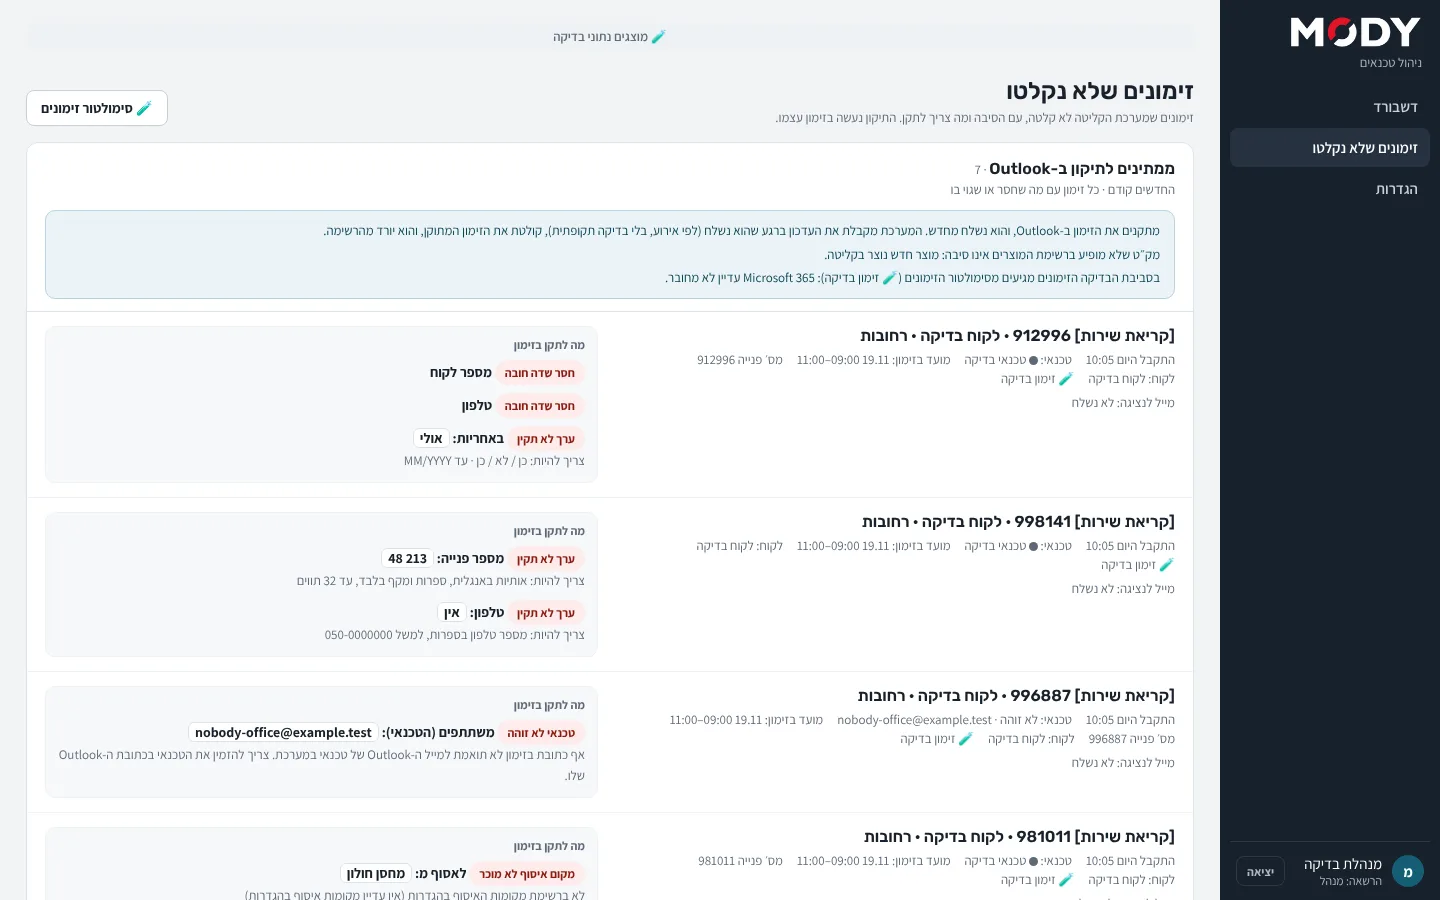 🧪 מוצגים נתוני בדיקה
MODY
ניהול טכנאים
דשבורד
זימונים שלא נקלטו
הגדרות
זימונים שלא נקלטו
זימונים שמערכת הקליטה לא קלטה, עם הסיבה ומה צריך לתקן. התיקון נעשה בזימון עצמו.
🧪 סימולטור זימונים
ממתינים לתיקון ב-Outlook · 7
החדשים קודם · כל זימון עם מה שחסר או שגוי בו
מתקנים את הזימון ב-Outlook, והוא נשלח מחדש. המערכת מקבלת את העדכון ברגע שהוא נשלח (לפי אירוע, בלי בדיקה תקופתית), קולטת את הזימון המתוקן, והוא יורד מהרשימה.
מק״ט שלא מופיע ברשימת המוצרים אינו סיבה: מוצר חדש נוצר בקליטה.
בסביבת הבדיקה הזימונים מגיעים מסימולטור הזימונים (🧪 זימון בדיקה): Microsoft 365 עדיין לא מחובר.
[קריאת שירות] 912996 • לקוח בדיקה • רחובות
התקבל היום 10:05 טכנאי: טכנאי בדיקה מועד בזימון: 19.11 09:00–11:00 מס׳ פנייה 912996
לקוח: לקוח בדיקה 🧪 זימון בדיקה
מייל לנציגה: לא נשלח
מה לתקן בזימון
חסר שדה חובה מספר לקוח
חסר שדה חובה טלפון
ערך לא תקין באחריות: אולי
צריך להיות: כן / לא / כן · עד MM/YYYY
[קריאת שירות] 998141 • לקוח בדיקה • רחובות
התקבל היום 10:05 טכנאי: טכנאי בדיקה מועד בזימון: 19.11 09:00–11:00 לקוח: לקוח בדיקה
🧪 זימון בדיקה
מייל לנציגה: לא נשלח
מה לתקן בזימון
ערך לא תקין מספר פנייה: 48 213
צריך להיות: אותיות באנגלית, ספרות ומקף בלבד, עד 32 תווים
ערך לא תקין טלפון: אין
צריך להיות: מספר טלפון בספרות, למשל 050-0000000
[קריאת שירות] 996887 • לקוח בדיקה • רחובות
התקבל היום 10:05 טכנאי: לא זוהה · nobody-office@example.test מועד בזימון: 19.11 09:00–11:00
מס׳ פנייה 996887 לקוח: לקוח בדיקה 🧪 זימון בדיקה
מייל לנציגה: לא נשלח
מה לתקן בזימון
טכנאי לא זוהה משתתפים (הטכנאי): nobody-office@example.test
אף כתובת בזימון לא תואמת למייל ה-Outlook של טכנאי במערכת. צריך להזמין את הטכנאי בכתובת ה-Outlook
שלו.
[קריאת שירות] 981011 • לקוח בדיקה • רחובות
התקבל היום 10:05 טכנאי: טכנאי בדיקה מועד בזימון: 19.11 09:00–11:00 מס׳ פנייה 981011
לקוח: לקוח בדיקה 🧪 זימון בדיקה
מה לתקן בזימון
מקום איסוף לא מוכר לאסוף מ: מחסן חולון
לא ברשימת מקומות האיסוף בהגדרות (אין עדיין מקומות איסוף בהגדרות)
מ
מנהלת בדיקה
הרשאה: מנהל
יציאה